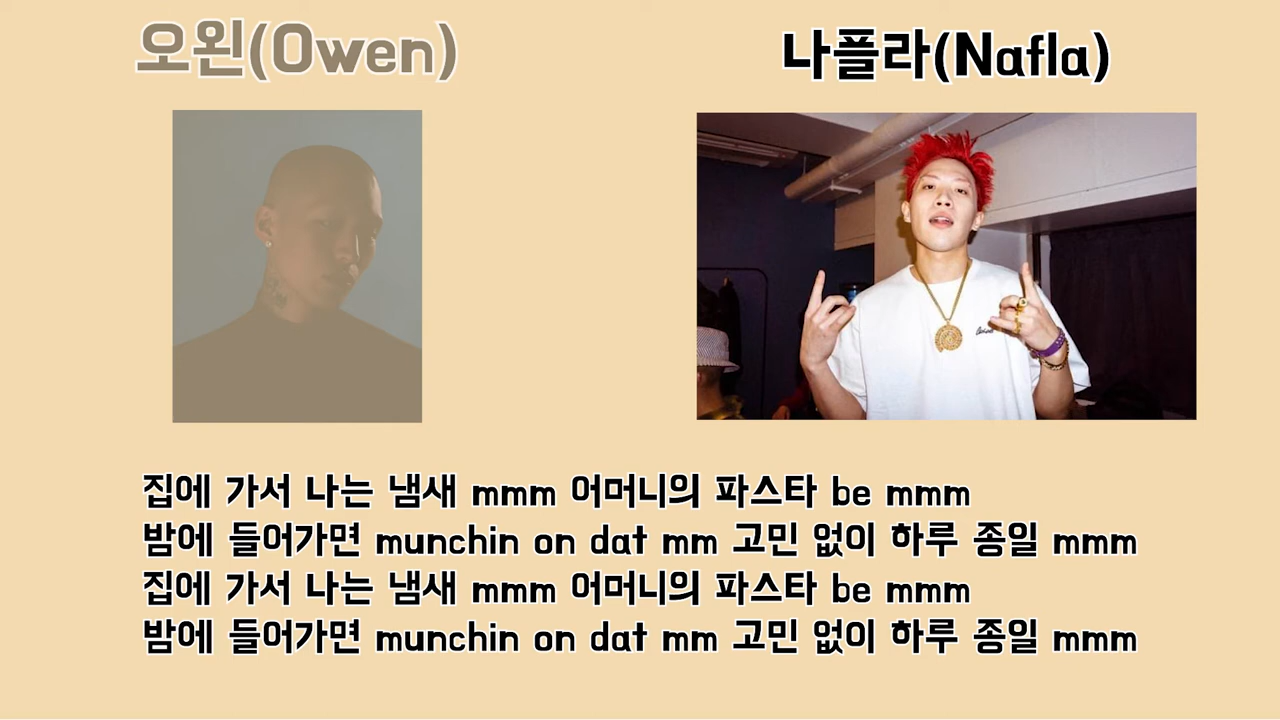 오왼(Owen)
나플라(Nafla)
집에 가서 나는 냄새 mmm 어머니의 파스타 be mmm
밤에 들어가면 munchin on dat mm 고민 없이 하루 종일 mmm
집에 가서 나는 냄새 mmm 어머니의 파스타 be mmm
밤에 들어가면 munchin on dat mm 고민 없이 하루 종일 mmm